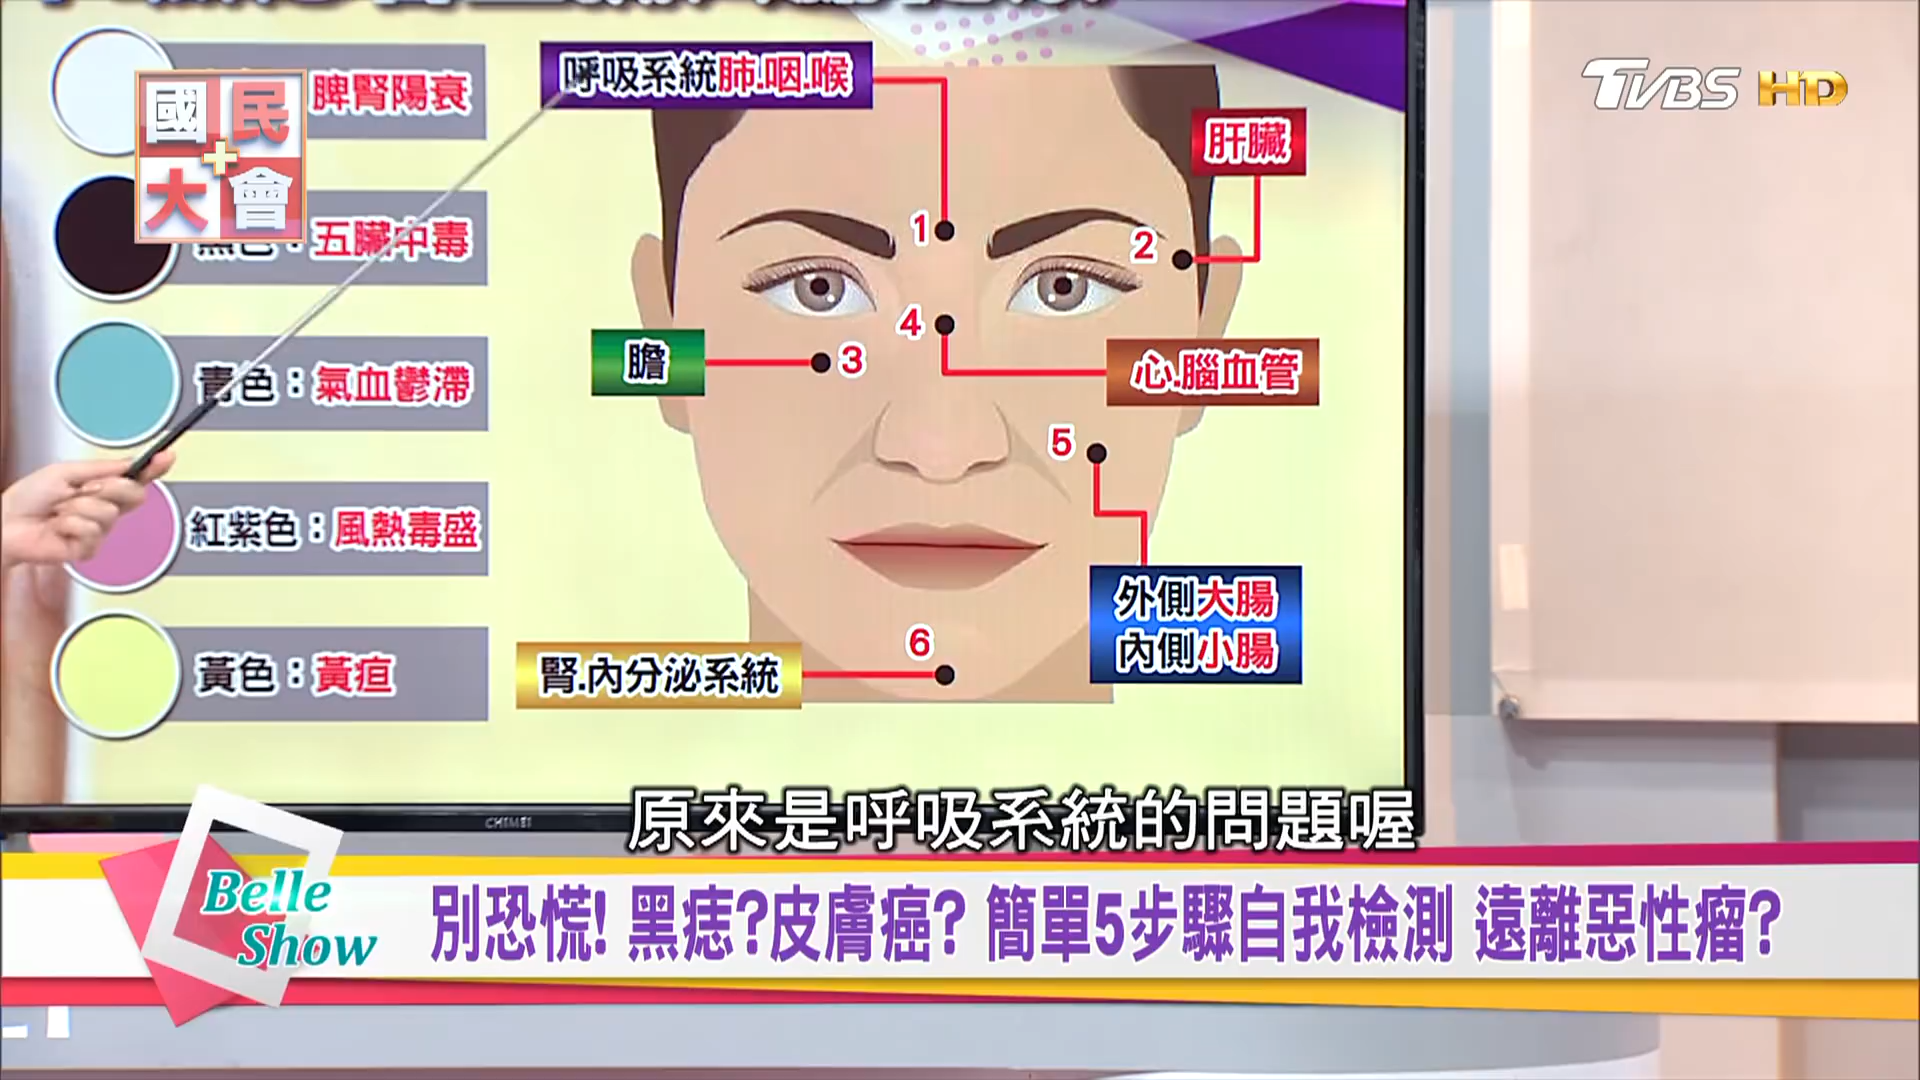 呼吸系統肺.咽.喉
TVBS HD
脾腎陽衰
國民
大會
肝臟
黑色：五臟中毒
1
2
膽
3
4
心.腦血管
青色：氣血鬱滯
5
紅紫色：風熱毒盛
外側大腸
內側小腸
6
腎.內分泌系統
黃色：黃疸
CHIMEI
原來是呼吸系統的問題喔
Belle
Show
別恐慌! 黑痣?皮膚癌? 簡單5步驟自我檢測 遠離惡性瘤?